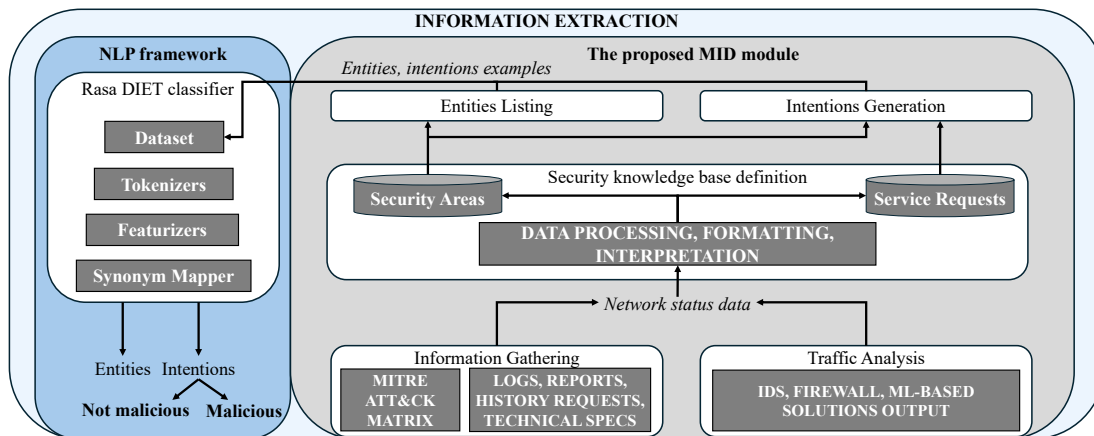 INFORMATION EXTRACTION
NLP framework
Rasa DIET classifier
Dataset
Tokenizers
Featurizers
Synonym Mapper
Entities
Intentions
Not malicious
Malicious
The proposed MID module
Entities, intentions examples
Entities Listing
Intentions Generation
Security knowledge base definition
Security Areas
Service Requests
DATA PROCESSING, FORMATTING,
INTERPRETATION
Network status data
Information Gathering
MITRE
ATT&CK
MATRIX
LOGS, REPORTS,
HISTORY REQUESTS,
TECHNICAL SPECS
Traffic Analysis
IDS, FIREWALL, ML-BASED
SOLUTIONS OUTPUT